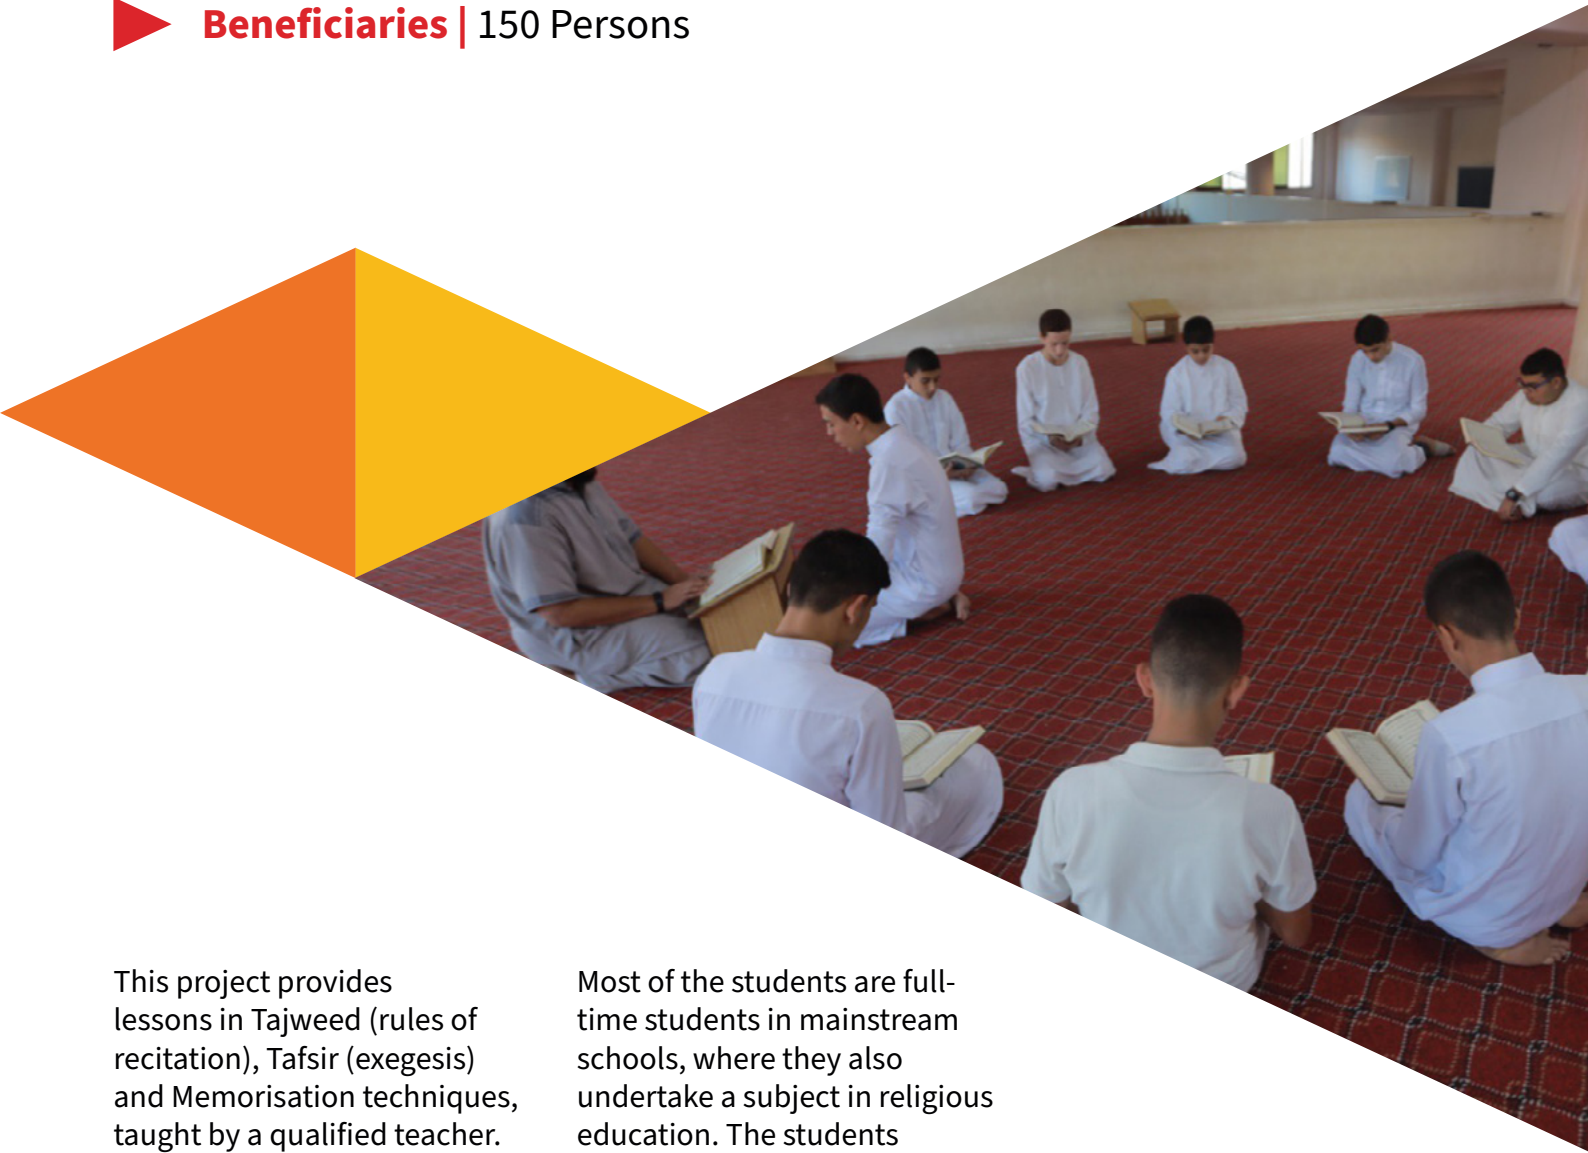 Beneficiaries | 150 Persons
This project provides
lessons in Tajweed (rules of
recitation), Tafsir (exegesis)
and Memorisation techniques,
taught by a qualified teacher.
Most of the students are full-
time students in mainstream
schools, where they also
undertake a subject in religious
education. The students